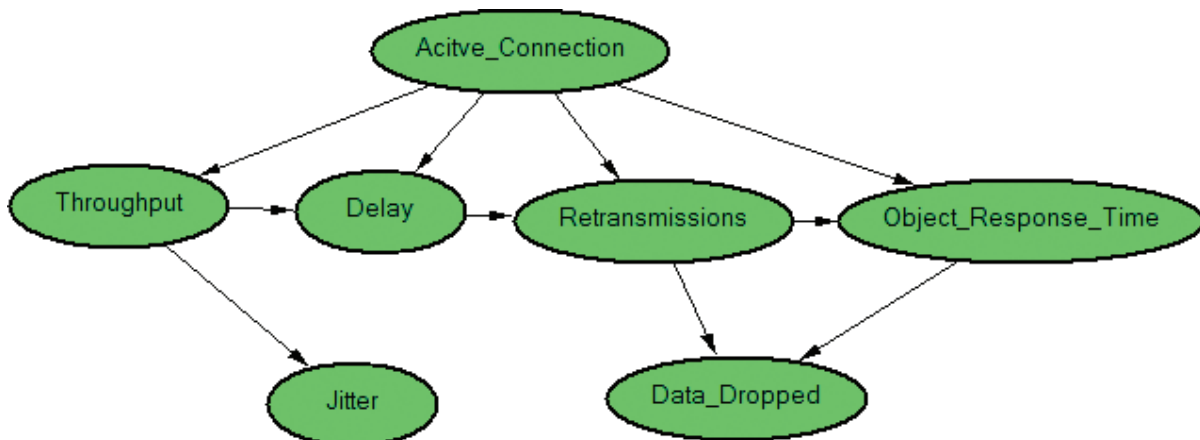 Acitve_Connection
Throughput
Delay
Retransmissions
Object_Response_Time
Jitter
Data_Dropped